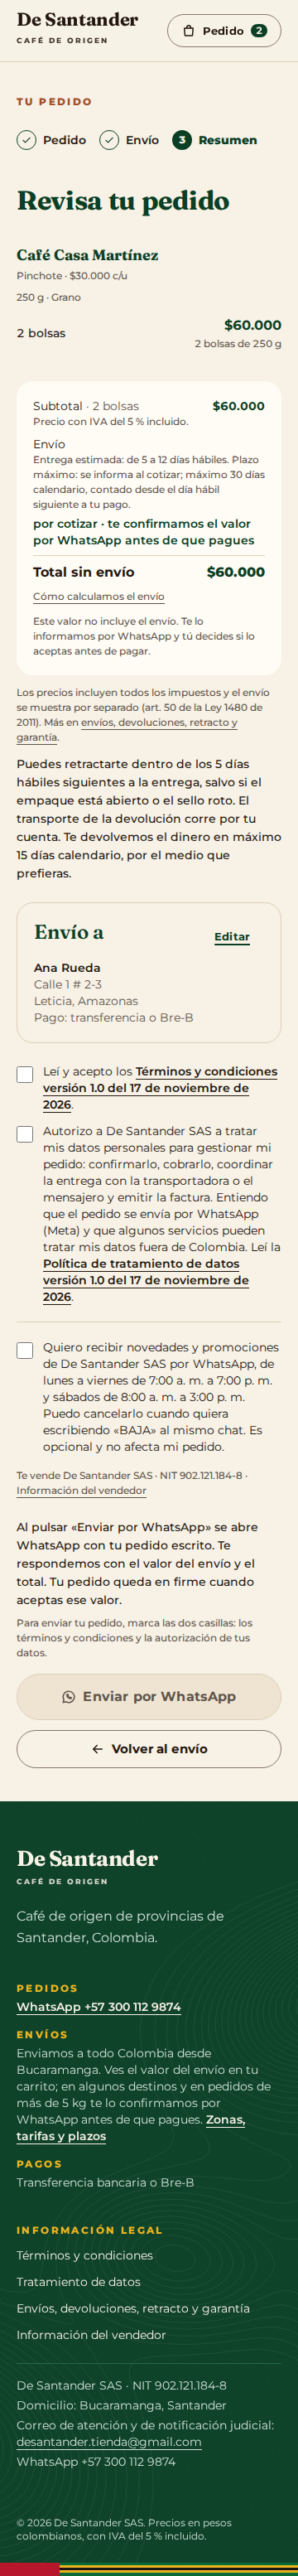 De Santander
CAFÉ DE ORIGEN
Pedido 2
TU PEDIDO
Pedido
Envío
3 Resumen
Revisa tu pedido
Café Casa Martínez
Pinchote · $30.000 c/u
250 g · Grano
2 bolsas
$60.000
2 bolsas de 250 g
Subtotal · 2 bolsas $60.000
Precio con IVA del 5 % incluido.
Envío
Entrega estimada: de 5 a 12 días hábiles. Plazo
máximo: se informa al cotizar; máximo 30 días
calendario, contado desde el día hábil
siguiente a tu pago.
por cotizar · te confirmamos el valor
por WhatsApp antes de que pagues
Total sin envío $60.000
Cómo calculamos el envío
Este valor no incluye el envío. Te lo
informamos por WhatsApp y tú decides si lo
aceptas antes de pagar.
Los precios incluyen todos los impuestos y el envío
se muestra por separado (art. 50 de la Ley 1480 de
2011). Más en envíos, devoluciones, retracto y
garantía.
Puedes retractarte dentro de los 5 días
hábiles siguientes a la entrega, salvo si el
empaque está abierto o el sello roto. El
transporte de la devolución corre por tu
cuenta. Te devolvemos el dinero en máximo
15 días calendario, por el medio que
prefieras.
Envío a
Editar
Ana Rueda
Calle 1 # 2-3
Leticia, Amazonas
Pago: transferencia o Bre-B
Leí y acepto los Términos y condiciones
versión 1.0 del 17 de noviembre de
2026.
Autorizo a De Santander SAS a tratar
mis datos personales para gestionar mi
pedido: confirmarlo, cobrarlo, coordinar
la entrega con la transportadora o el
mensajero y emitir la factura. Entiendo
que el pedido se envía por WhatsApp
(Meta) y que algunos servicios pueden
tratar mis datos fuera de Colombia. Leí la
Política de tratamiento de datos
versión 1.0 del 17 de noviembre de
2026.
Quiero recibir novedades y promociones
de De Santander SAS por WhatsApp, de
lunes a viernes de 7:00 a. m. a 7:00 p. m.
y sábados de 8:00 a. m. a 3:00 p. m.
Puedo cancelarlo cuando quiera
escribiendo «BAJA» al mismo chat. Es
opcional y no afecta mi pedido.
Te vende De Santander SAS · NIT 902.121.184-8 ·
Información del vendedor
Al pulsar «Enviar por WhatsApp» se abre
WhatsApp con tu pedido escrito. Te
respondemos con el valor del envío y el
total. Tu pedido queda en firme cuando
aceptas ese valor.
Para enviar tu pedido, marca las dos casillas: los
términos y condiciones y la autorización de tus
datos.
Enviar por WhatsApp
Volver al envío
De Santander
CAFÉ DE ORIGEN
Café de origen de provincias de
Santander, Colombia.
PEDIDOS
WhatsApp +57 300 112 9874
ENVÍOS
Enviamos a todo Colombia desde
Bucaramanga. Ves el valor del envío en tu
carrito; en algunos destinos y en pedidos de
más de 5 kg te lo confirmamos por
WhatsApp antes de que pagues. Zonas,
tarifas y plazos
PAGOS
Transferencia bancaria o Bre-B
INFORMACIÓN LEGAL
Términos y condiciones
Tratamiento de datos
Envíos, devoluciones, retracto y garantía
Información del vendedor
De Santander SAS · NIT 902.121.184-8
Domicilio: Bucaramanga, Santander
Correo de atención y de notificación judicial:
desantander.tienda@gmail.com
WhatsApp +57 300 112 9874
© 2026 De Santander SAS. Precios en pesos
colombianos, con IVA del 5 % incluido.